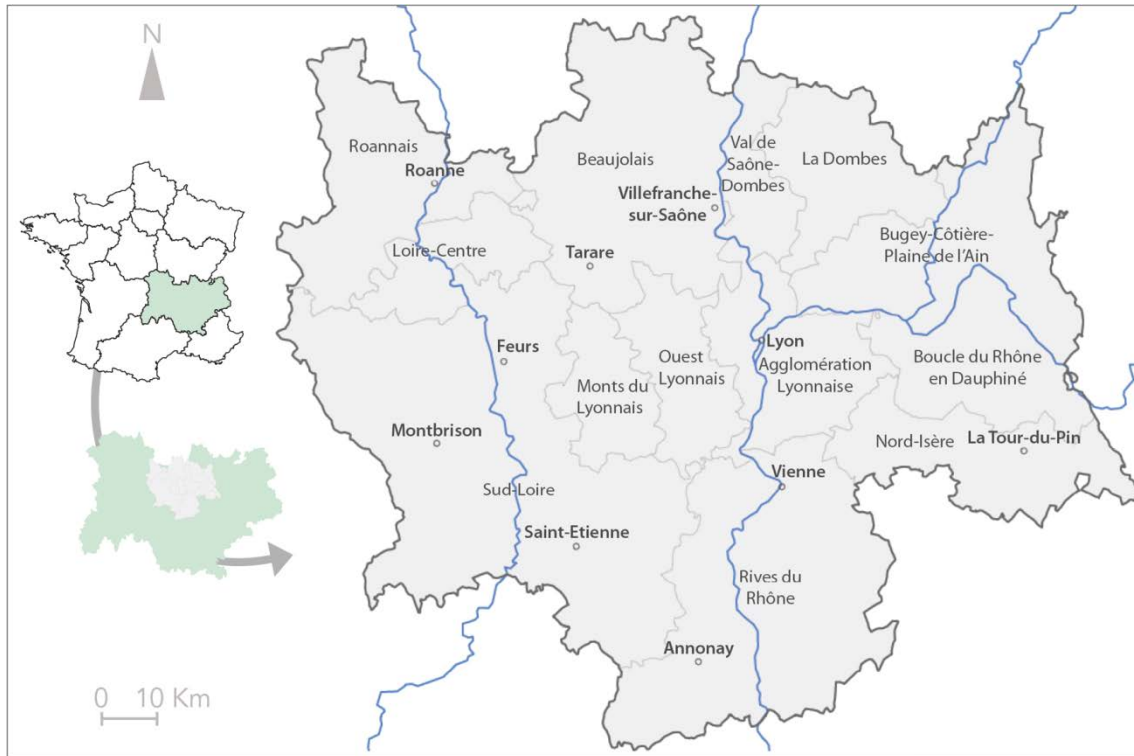 N
Roannais
Roanne
Beaujolais
Val de
Saône-
Dombes
La Dombes
Villefranche-
sur-Saône
Loire-Centre
Tarare
Bugey-Côtière-
Plaine de l'Ain
Feurs
Monts du
Lyonnais
Ouest
Lyonnais
Lyon
Agglomération
Lyonnaise
Boucle du Rhône
en Dauphiné
Montbrison
Nord-Isère
La Tour-du-Pin
Sud-Loire
Vienne
Saint-Etienne
Rives du
Rhône
Annonay
0 10 Km